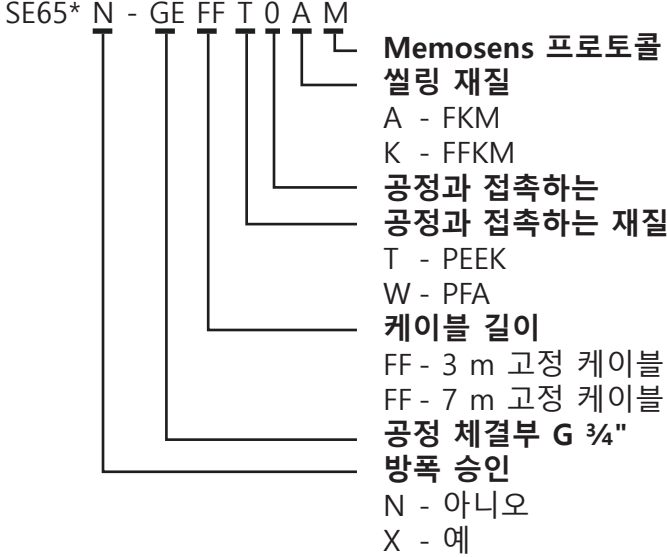 SE65* N - GE FF T 0 A M
Memosens 프로토콜
씰링 재질
A - FKM
K - FFKM
공정과 접촉하는
공정과 접촉하는 재질
T - PEEK
W - PFA
케이블 길이
FF - 3 m 고정 케이블
FF - 7 m 고정 케이블
공정 체결부 G ¾"
방폭 승인
N - 아니오
X - 예